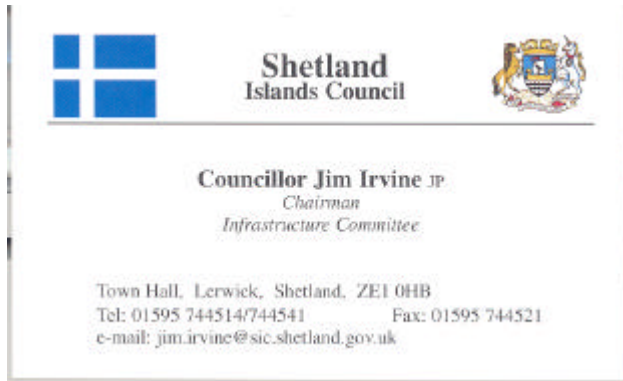 Shetland
Islands Council
Councillor Jim Irvine JP
Chairman
Infrastructure Committee
Town Hall, Lerwick, Shetland, ZE1 0HB
Tel: 01595 744514/744541 Fax: 01595 744521
e-mail: jim.irvine@sic.shetland.gov.uk